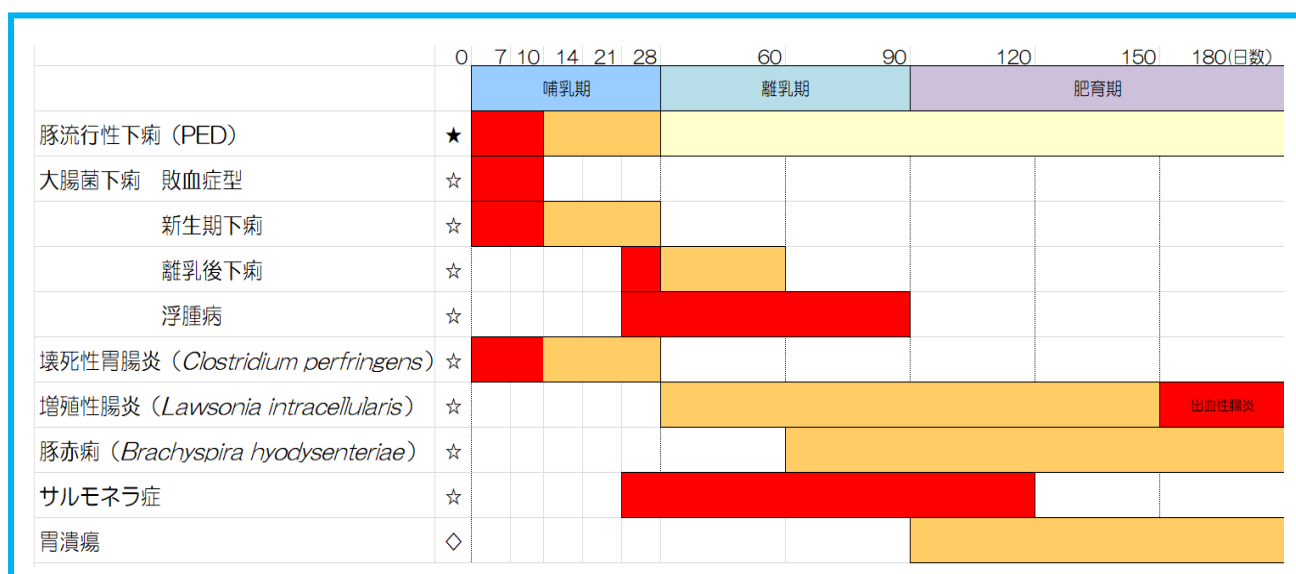 0 7 10 14 21 28 60 90 120 150 180(日数)
哺乳期 離乳期 肥育期
豚流行性下痢（PED） ★
大腸菌下痢 敗血症型 ☆
新生期下痢 ☆
離乳後下痢 ☆
浮腫病 ☆
壊死性胃腸炎（Clostridium perfringens） ☆
増殖性腸炎（Lawsonia intracellularis） ☆ 出血性腸炎
豚赤痢（Brachyspira hyodysenteriae） ☆
サルモネラ症 ☆
胃潰瘍 ◇